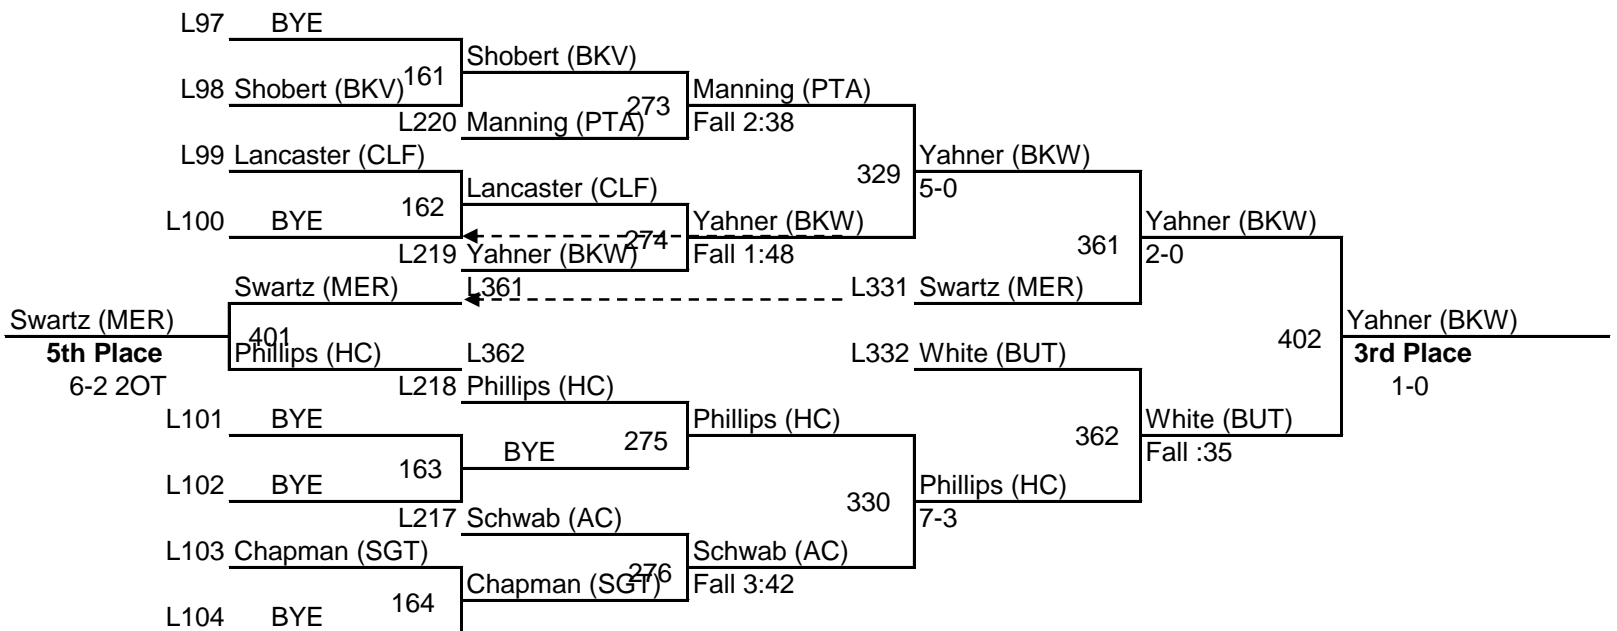 L97 BYE
Shobert (BKV)
L98 Shobert (BKV) 161
273 Manning (PTA)
L220 Manning (PTA) Fall 2:38
L99 Lancaster (CLF)
329 Yahner (BKW)
Lancaster (CLF) 5-0
L100 BYE 162
274 Yahner (BKW)
L219 Yahner (BKW) Fall 1:48
361 Yahner (BKW)
2-0
Swartz (MER) L361 L331 Swartz (MER)
Swartz (MER) 401
5th Place
6-2 2OT
402 Yahner (BKW)
3rd Place
1-0
Phillips (HC) L362 L332 White (BUT)
L218 Phillips (HC)
L101 BYE
275 Phillips (HC)
362 White (BUT)
Fall :35
BYE
163
L102 BYE
330 Phillips (HC)
7-3
L217 Schwab (AC)
L103 Chapman (SGT)
276 Schwab (AC)
Chapman (SGT) Fall 3:42
164
L104 BYE